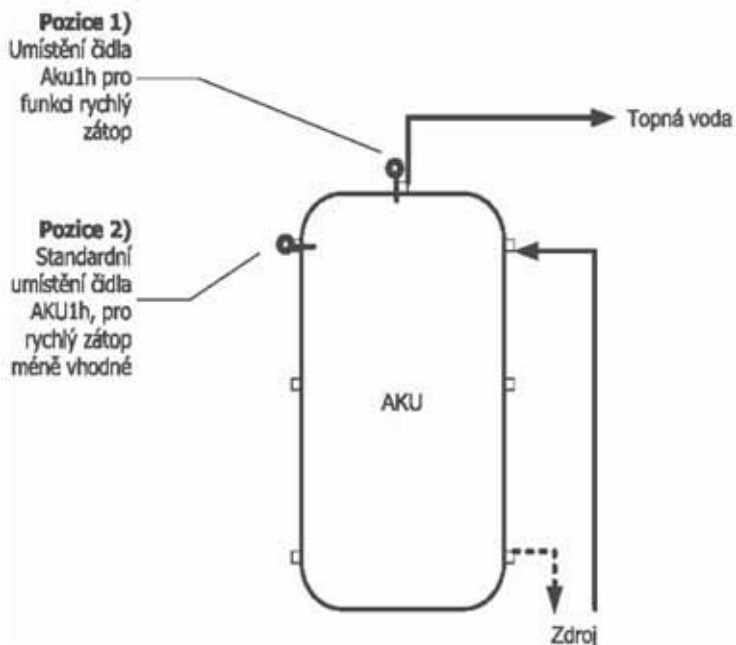 Pozice 1)
Umístění čidla
Aku1h pro
funkci rychlý
zátop
Topná voda
Pozice 2)
Standardní
umístění čidla
AKU1h, pro
rychlý zátop
méně vhodné
AKU
Zdroj